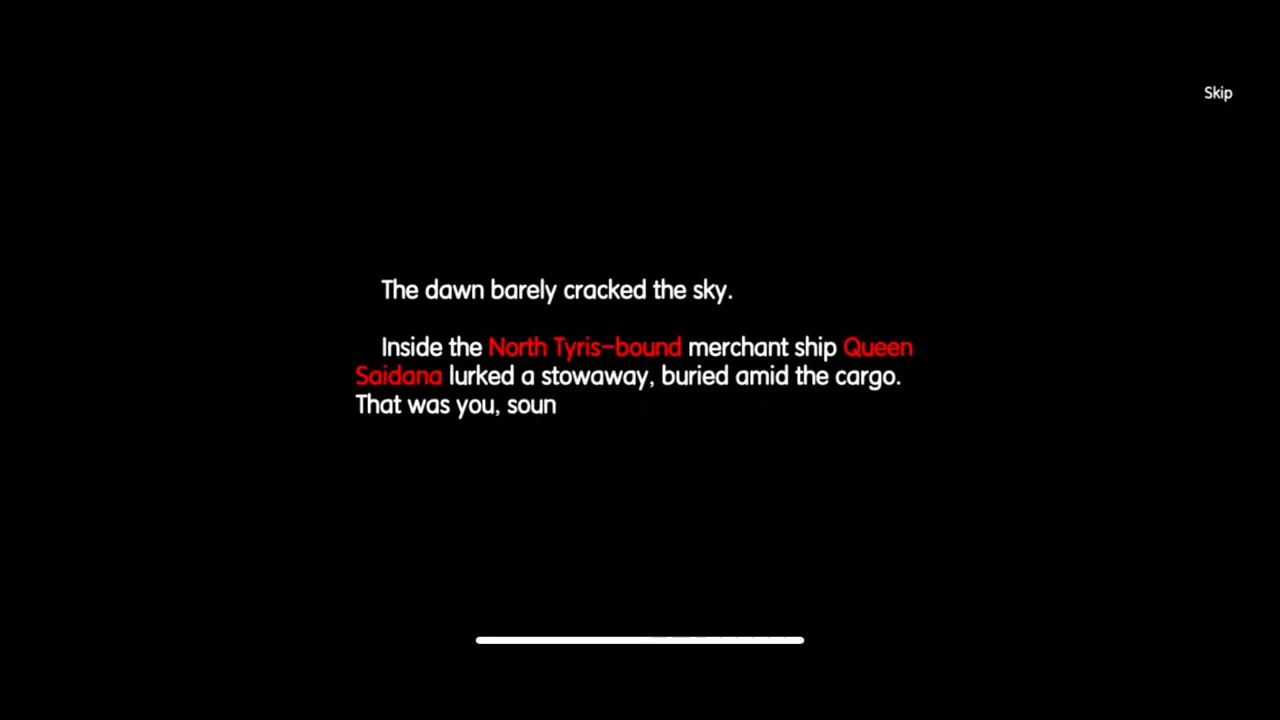 Skip
The dawn barely cracked the sky.
Inside the North Tyris-bound merchant ship Queen
Saidana lurked a stowaway, buried amid the cargo.
That was you, soun